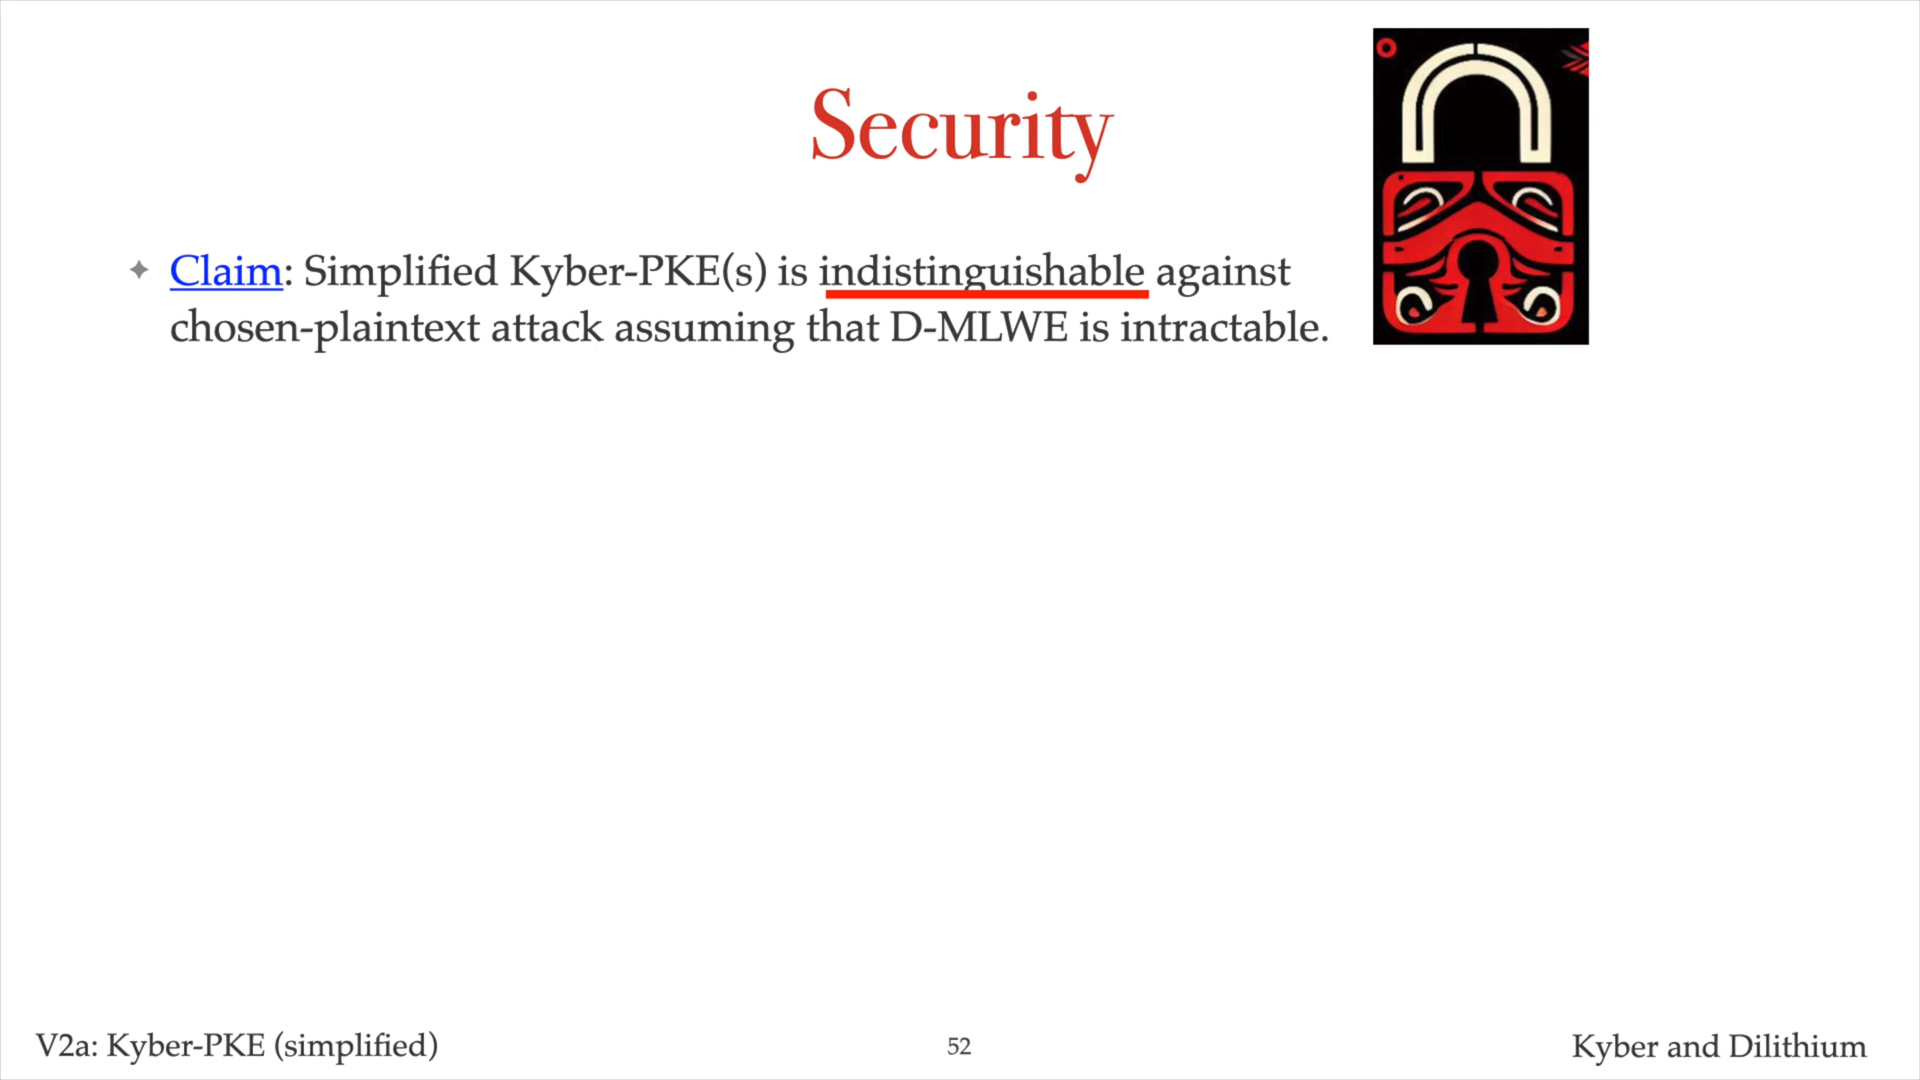 Security
Claim: Simplified Kyber-PKE(s) is indistinguishable against
chosen-plaintext attack assuming that D-MLWE is intractable.
V2a: Kyber-PKE (simplified)
52
Kyber and Dilithium